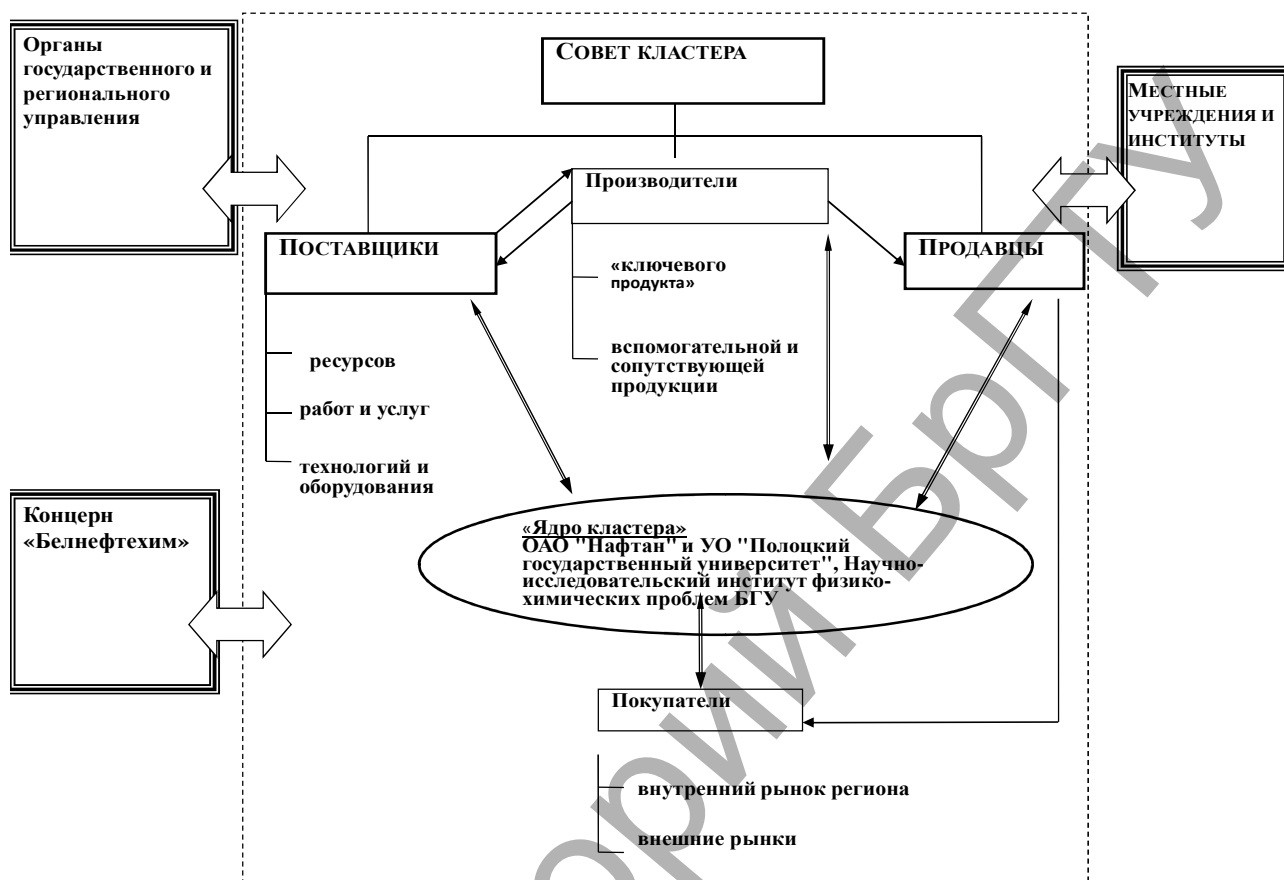 Органы
государственного и
регионального
управления
СОВЕТ КЛАСТЕРА
МЕСТНЫЕ
УЧРЕЖДЕНИЯ И
ИНСТИТУТЫ
Производители
ПОСТАВЩИКИ
ПРОДАВЦЫ
«ключевого
продукта»
вспомогательной и
сопутствующей
продукции
ресурсов
работ и услуг
технологий и
оборудования
Концерн
«Белнефтехим»
«Ядро кластера»
ОАО "Нафтан" и УО "Полоцкий
государственный университет", Научно-
исследовательский институт физико-
химических проблем БГУ
Покупатели
внутренний рынок региона
внешние рынки
орий БрГТУ